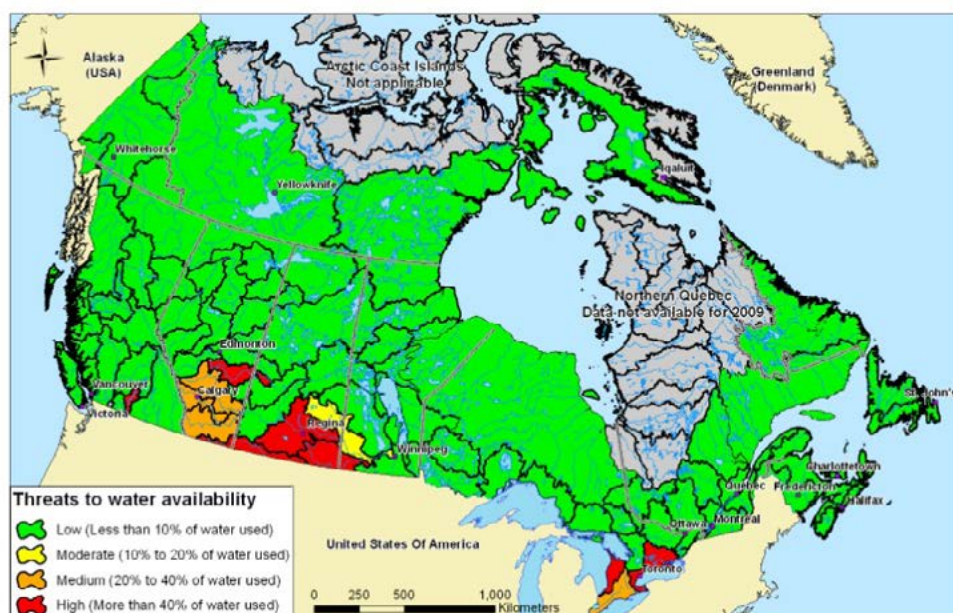 N
Alaska
(USA)
Arctic Coast Islands
Not applicable
Greenland
(Denmark)
Whitehorse
Yellowknife
Iqaluit
Northern Quebec
Data not available for 2009
Edmonton
Calgary
Vancouver
Victoria
Regina
Winnipeg
St. John's
Charlottetown
Quebec
Fredericton
Halifax
Ottawa
Montreal
Toronto
United States Of America
Threats to water availability
Low (Less than 10% of water used)
Moderate (10% to 20% of water used)
Medium (20% to 40% of water used)
High (More than 40% of water used)
0 500 1,000
Kilometers